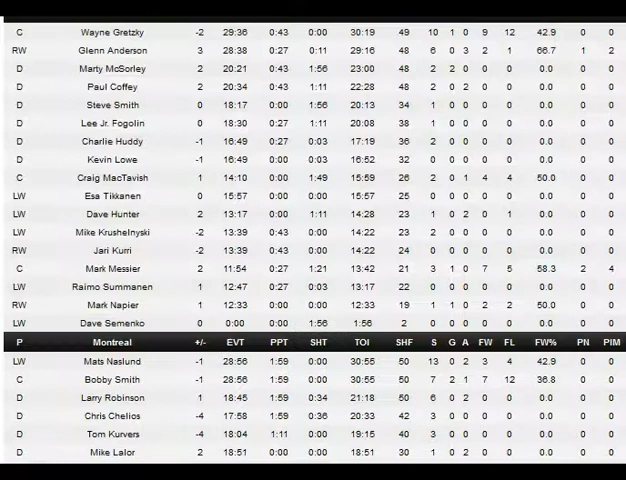 C Wayne Gretzky -2 29:36 0:43 0:00 30:19 49 10 1 0 9 12 42.9 0 0
RW Glenn Anderson 3 28:38 0:27 0:11 29:16 48 6 0 3 2 1 66.7 1 2
D Marty McSorley 2 20:21 0:43 1:56 23:00 48 2 2 0 0 0 0.0 0 0
D Paul Coffey 2 20:34 0:43 1:11 22:28 48 2 0 2 0 0 0.0 0 0
D Steve Smith 0 18:17 0:00 1:56 20:13 34 1 0 0 0 0 0.0 0 0
D Lee Jr. Fogolin 0 18:30 0:27 1:11 20:08 38 1 0 0 0 0 0.0 0 0
D Charlie Huddy -1 16:49 0:27 0:03 17:19 36 2 0 0 0 0 0.0 0 0
D Kevin Lowe -1 16:49 0:00 0:03 16:52 32 0 0 0 0 0 0.0 0 0
C Craig MacTavish 1 14:10 0:00 1:49 15:59 26 2 0 1 4 4 50.0 0 0
LW Esa Tikkanen 0 15:57 0:00 0:00 15:57 25 0 0 0 0 0 0.0 0 0
LW Dave Hunter 2 13:17 0:00 1:11 14:28 23 1 0 2 0 1 0.0 0 0
LW Mike Krushelnyski -2 13:39 0:43 0:00 14:22 23 2 0 0 0 0 0.0 0 0
RW Jari Kurri -2 13:39 0:43 0:00 14:22 24 0 0 0 0 0 0.0 0 0
C Mark Messier 2 11:54 0:27 1:21 13:42 21 3 1 0 7 5 58.3 2 4
LW Raimo Summanen 1 12:47 0:27 0:03 13:17 22 0 0 0 0 0 0.0 0 0
RW Mark Napier 1 12:33 0:00 0:00 12:33 19 1 1 0 2 2 50.0 0 0
LW Dave Semenko 0 0:00 0:00 1:56 1:56 2 0 0 0 0 0 0.0 0 0
P Montreal +/- EVT PPT SHT TOI SHF S G A FW FL FW% PN PIM
LW Mats Naslund -1 28:56 1:59 0:00 30:55 50 13 0 2 3 4 42.9 0 0
C Bobby Smith -1 28:56 1:59 0:00 30:55 50 7 2 1 7 12 36.8 0 0
D Larry Robinson 1 18:45 1:59 0:34 21:18 50 6 0 2 0 0 0.0 0 0
D Chris Chelios -4 17:58 1:59 0:36 20:33 42 3 0 0 0 0 0.0 0 0
D Tom Kurvers -4 18:04 1:11 0:00 19:15 40 3 0 0 0 0 0.0 0 0
D Mike Lalor 2 18:51 0:00 0:00 18:51 30 1 0 2 0 0 0.0 0 0